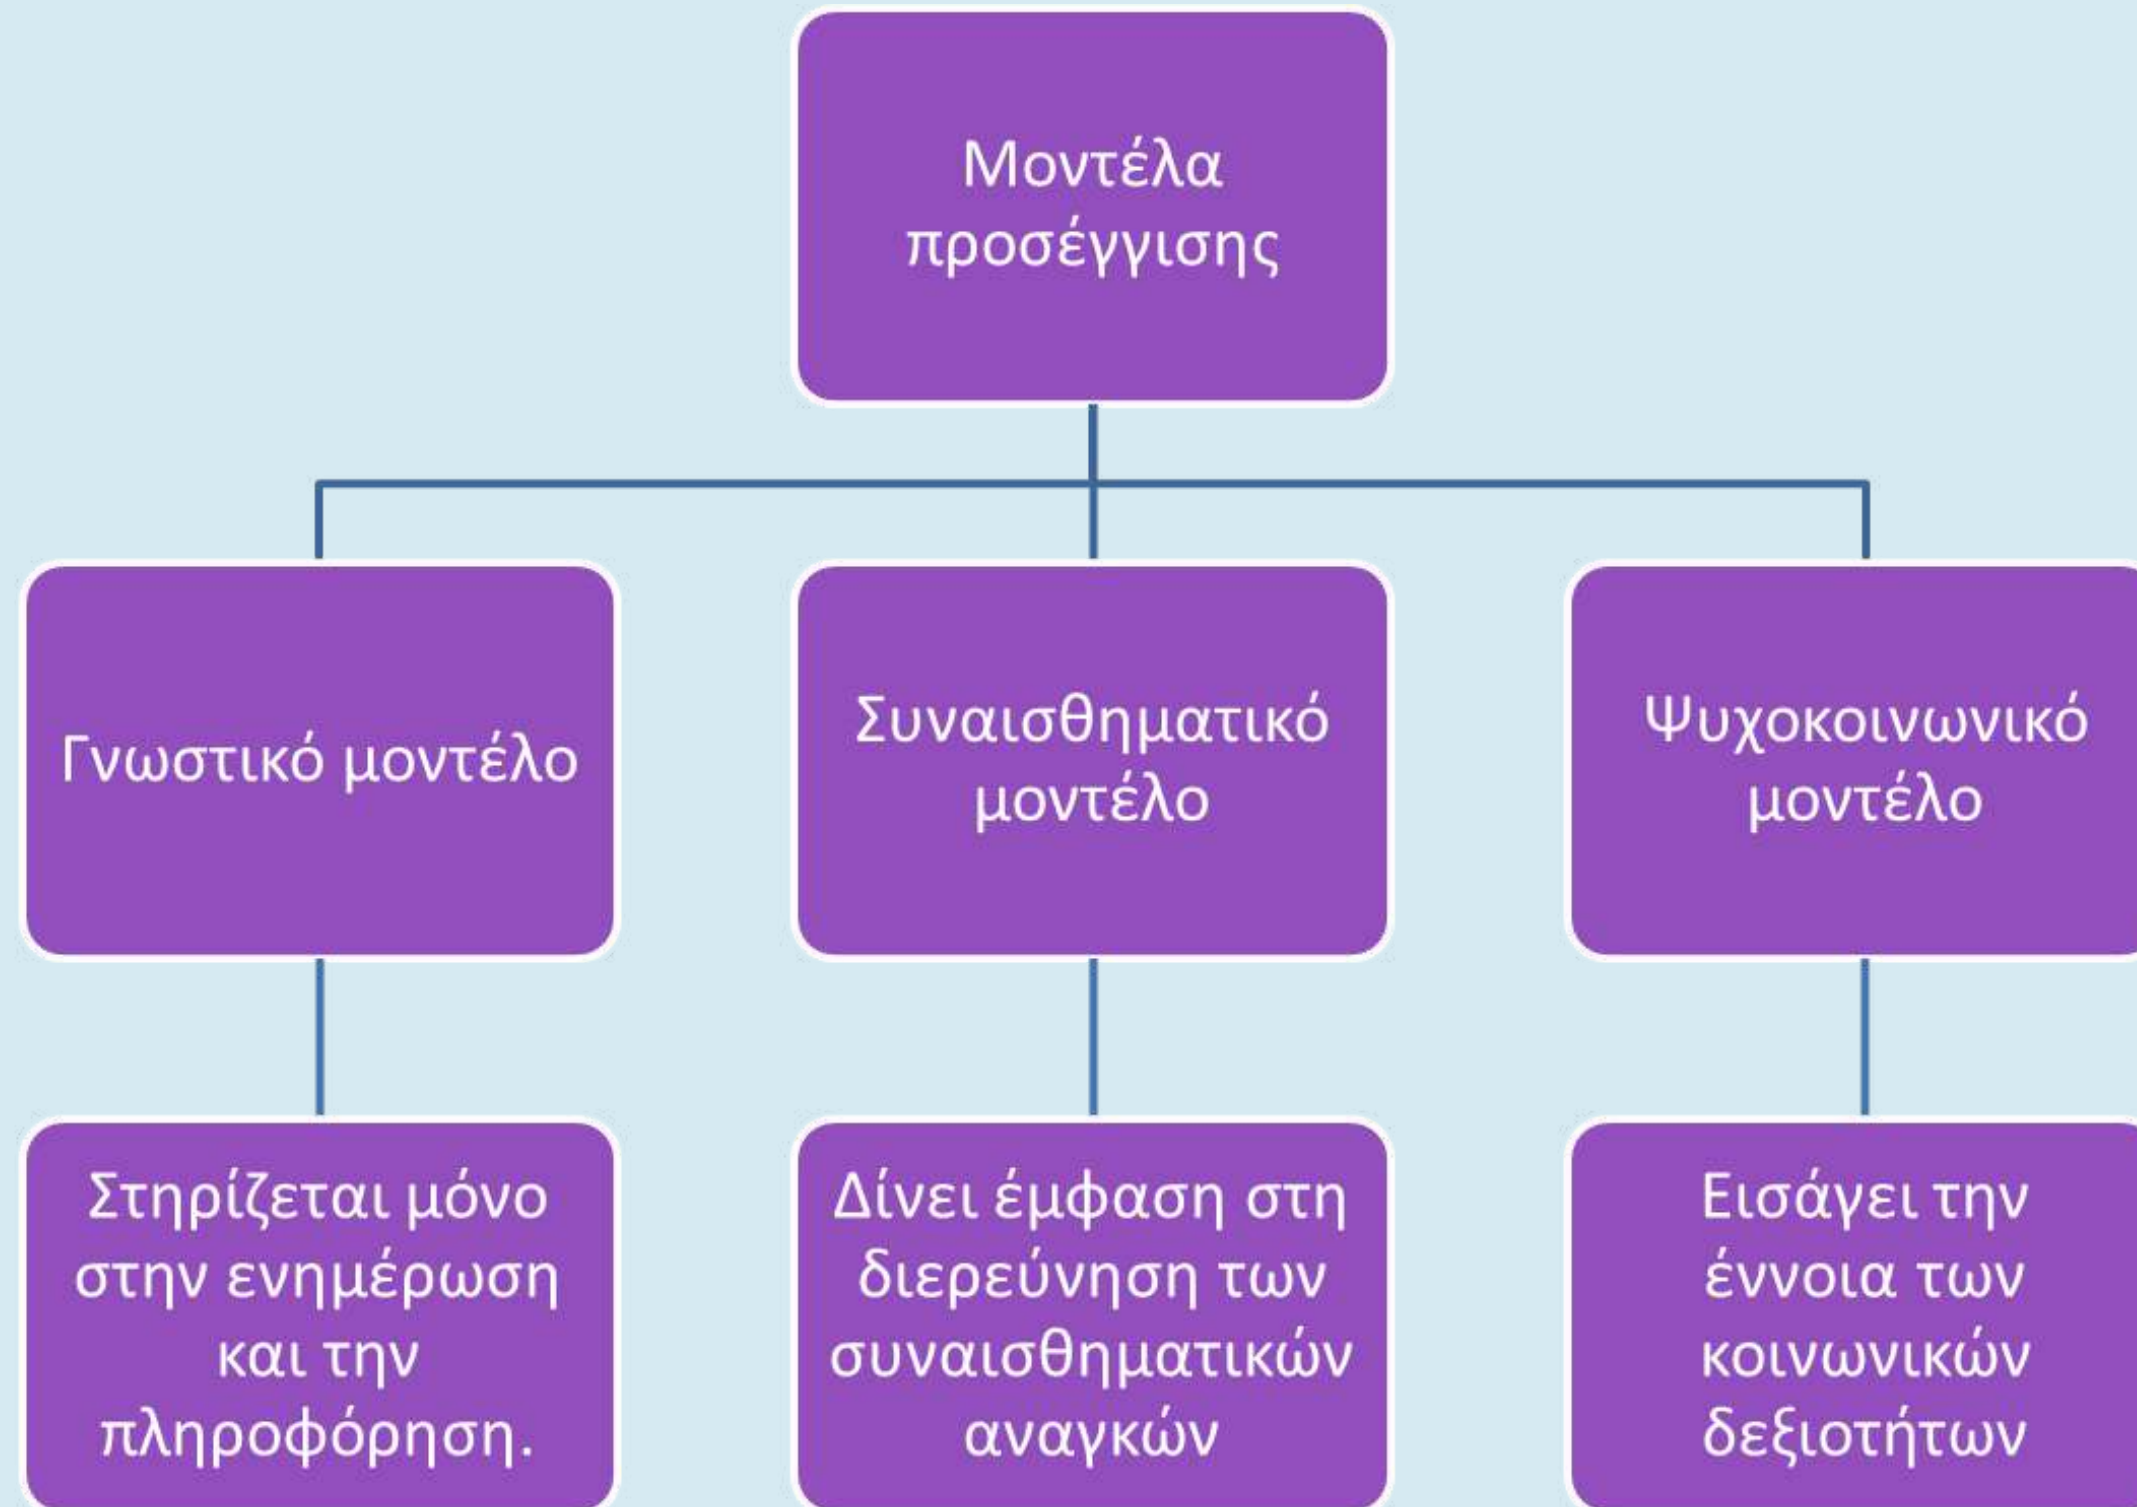 Μοντέλα
προσέγγισης
Γνωστικό μοντέλο
Συναισθηματικό
μοντέλο
Ψυχοκοινωνικό
μοντέλο
Στηρίζεται μόνο
στην ενημέρωση
και την
πληροφόρηση.
Δίνει έμφαση στη
διερεύνηση των
συναισθηματικών
αναγκών
Εισάγει την
έννοια των
κοινωνικών
δεξιοτήτων